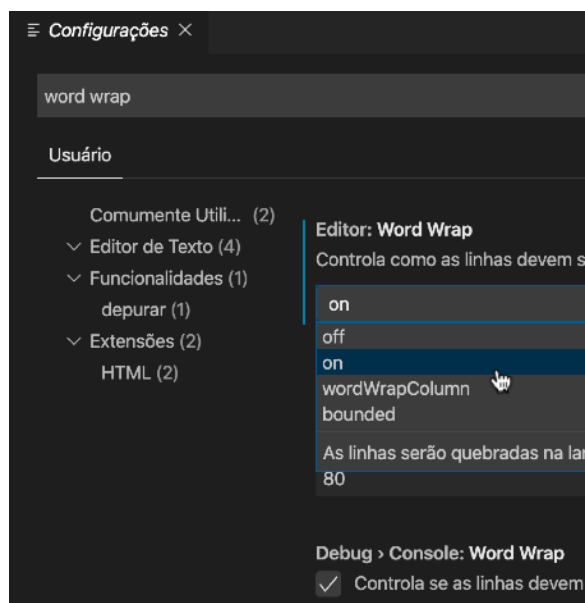 Configurações
word wrap
Usuário
Comumente Utili... (2)
Editor de Texto (4)
Funcionalidades (1)
depurar (1)
Extensões (2)
HTML (2)
Editor: Word Wrap
Controla como as linhas devem s
on
off
on
wordWrapColumn
bounded
As linhas serão quebradas na lar
80
Debug › Console: Word Wrap
Controla se as linhas devem